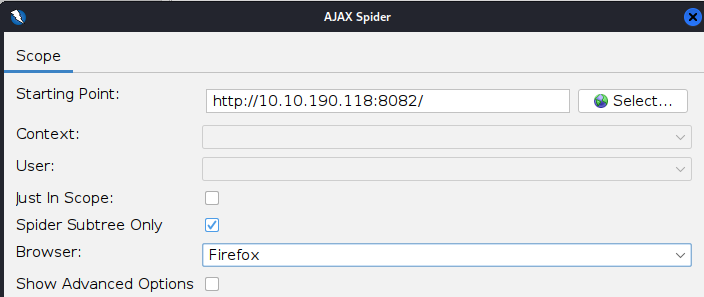 AJAX Spider
Scope
Starting Point: http://10.10.190.118:8082/ Select...
Context:
User:
Just In Scope:
Spider Subtree Only
Browser: Firefox
Show Advanced Options